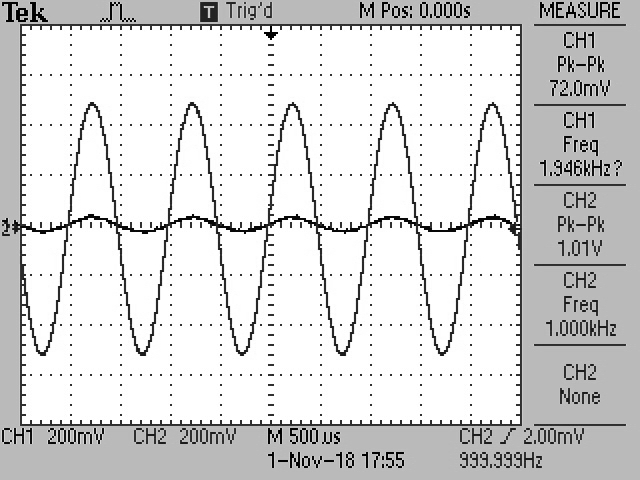 Tek T Trig'd M Pos: 0.000s MEASURE
CH1
Pk-Pk
72.0mV
CH1
Freq
1.946kHz?
CH2
Pk-Pk
1.01V
CH2
Freq
1.000kHz
CH2
None
2
CH1 200mV CH2 200mV M 500µs CH2 2.00mV
1-Nov-18 17:55 999.999Hz